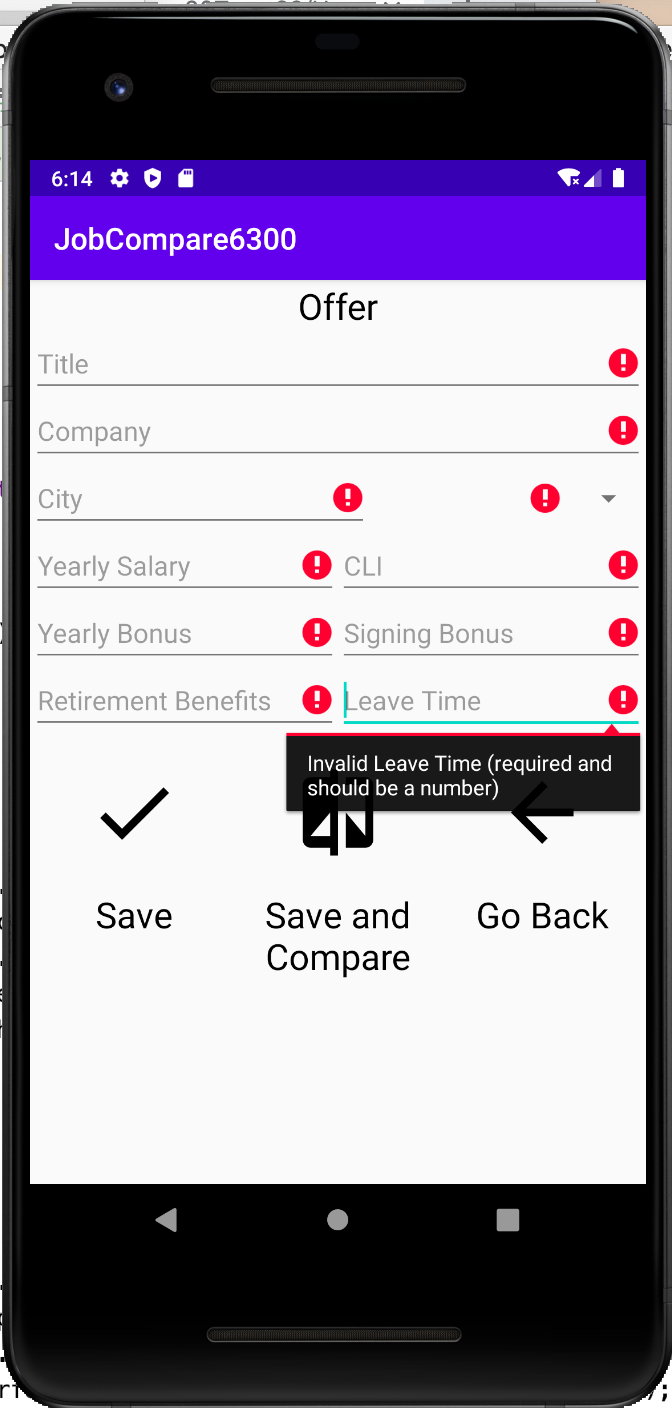 6:14
JobCompare6300
Offer
Title
Company
City
Yearly Salary CLI
Yearly Bonus Signing Bonus
Retirement Benefits Leave Time
Invalid Leave Time (required and
should be a number)
Save Save and Go Back
Compare